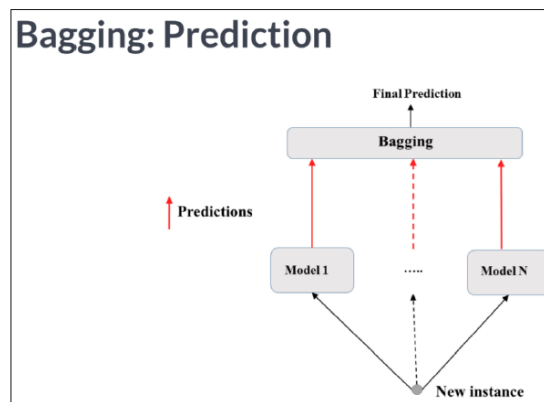 Bagging: Prediction
Final Prediction
Bagging
Predictions
Model 1
.....
Model N
New instance